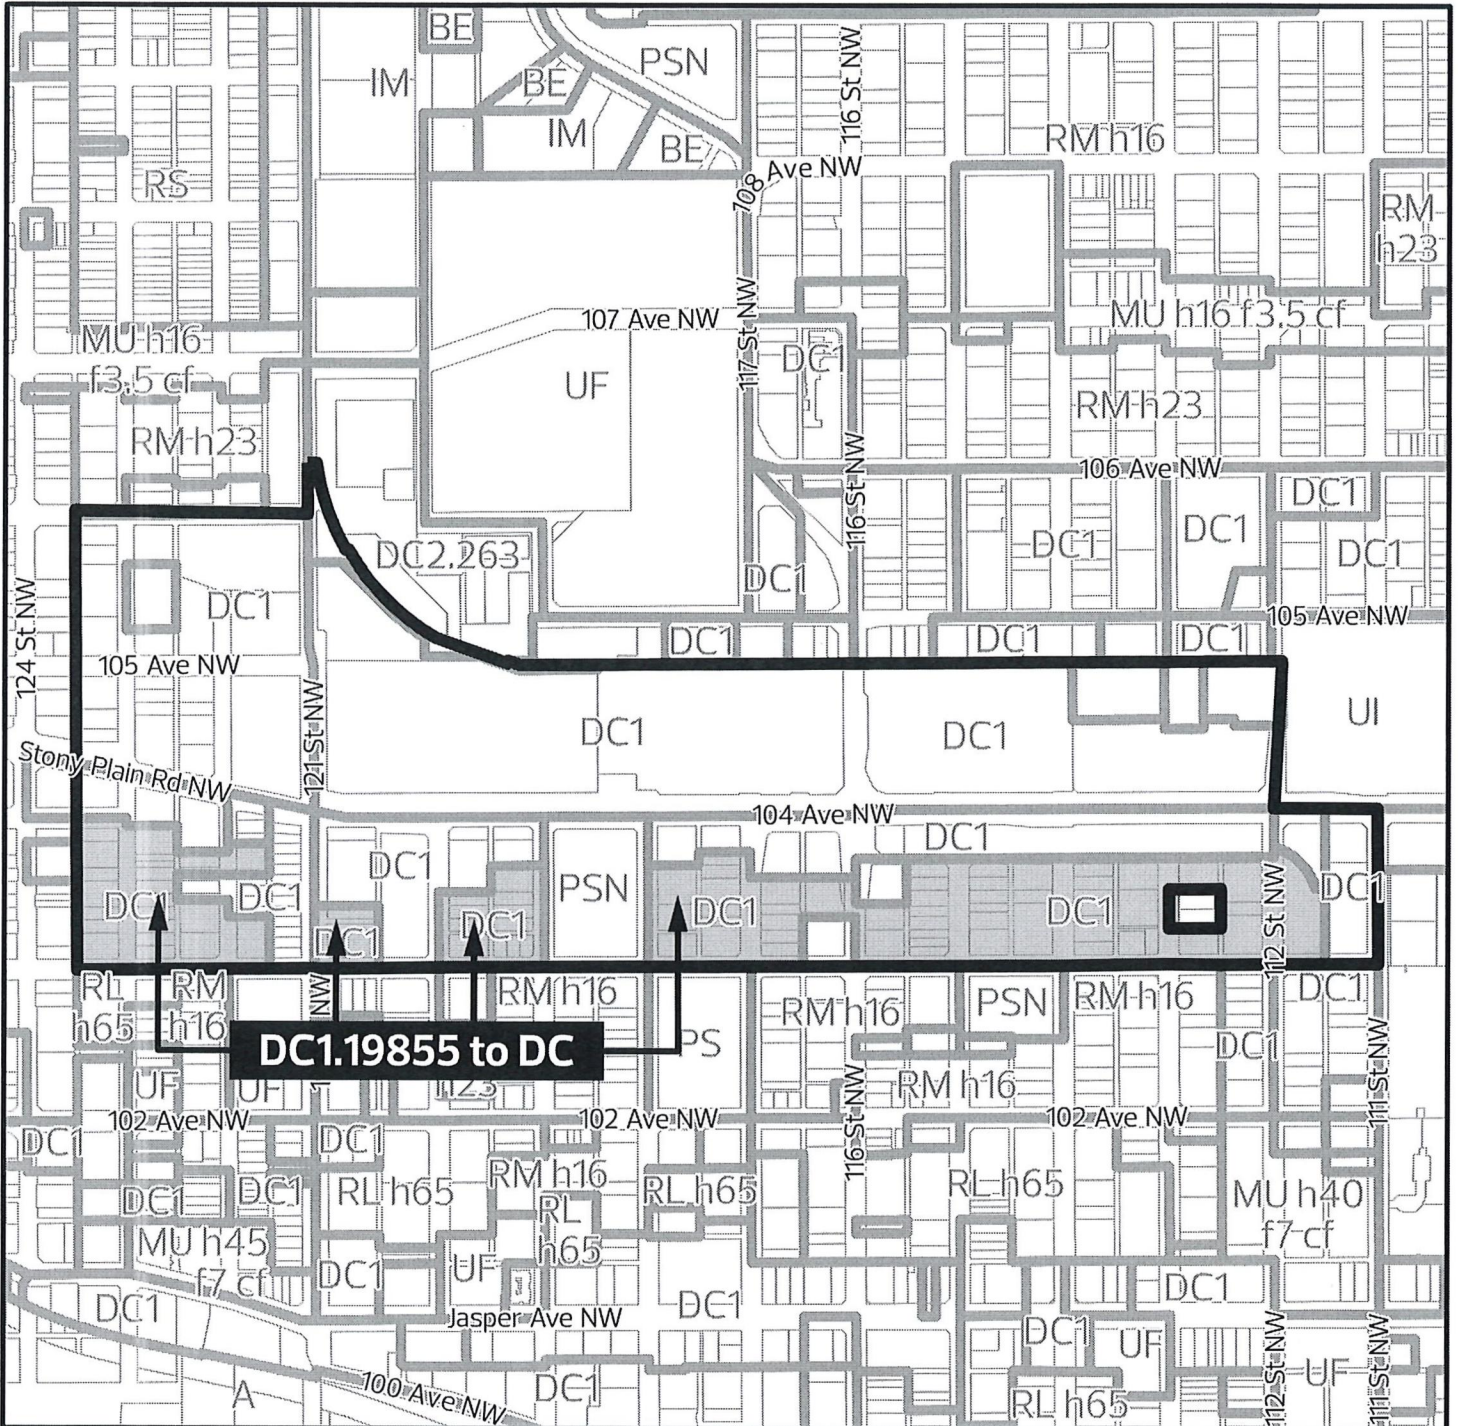 BE
PSN
IM
BE
116 St NW
IM
BE
RM h16
108 Ave NW
RS
RM
h23
107 Ave NW
117 St NW
MU h16 f3.5 cf
MU h16
f3.5 cf
DC1
UF
RM h23
RM h23
116 St NW
106 Ave NW
DC1
DC1
DC1
DC1
DC2.263
DC1
124 St NW
DC1
105 Ave NW
DC1
DC1
DC1
105 Ave NW
121 St NW
DC1
DC1
UI
Stony Plain Rd NW
104 Ave NW
DC1
DC1
PSN
DC1
DC1
DC1
DC1
DC1
DC1
DC1
112 St NW
RL
h65
RM
h16
NW
RM h16
RM h16
PSN
RM h16
DC1
DC1.19855 to DC
PS
DC1
UF
UF
h23
RM h16
116 St NW
111 St NW
102 Ave NW
102 Ave NW
102 Ave NW
DC1
DC1
DC1
DC1
RL h65
RM h16
RL h65
RL h65
MU h40
f7 cf
RL
h65
MU h45
f7 cf
DC1
UF
DC1
DC1
DC1
Jasper Ave NW
DC1
UF
112 St NW
UF
111 St NW
A
100 Ave NW
DC1
RL h65